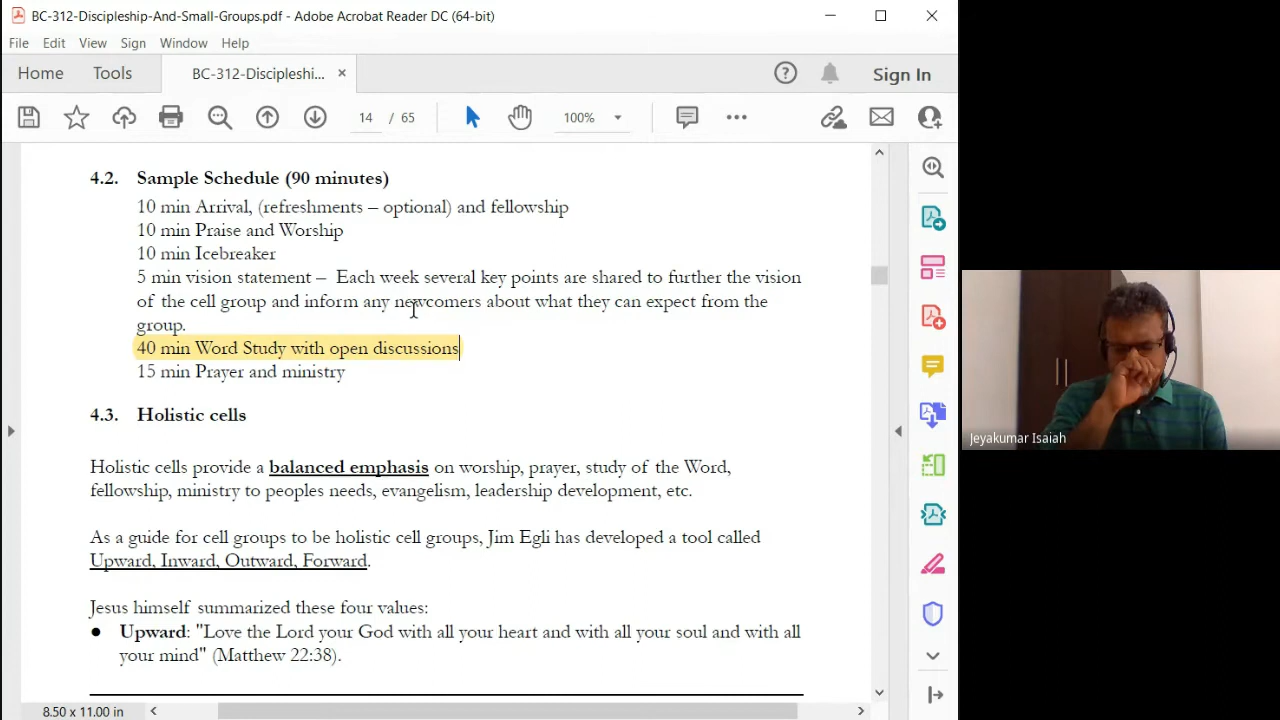 BC-312-Discipleship-And-Small-Groups.pdf - Adobe Acrobat Reader DC (64-bit)
File Edit View Sign Window Help
Home Tools BC-312-Discipleshi... Sign In
14 / 65 100%
4.2. Sample Schedule (90 minutes)
10 min Arrival, (refreshments – optional) and fellowship
10 min Praise and Worship
10 min Icebreaker
5 min vision statement – Each week several key points are shared to further the vision
of the cell group and inform any newcomers about what they can expect from the
group.
40 min Word Study with open discussions
15 min Prayer and ministry
4.3. Holistic cells
Holistic cells provide a balanced emphasis on worship, prayer, study of the Word,
fellowship, ministry to peoples needs, evangelism, leadership development, etc.
As a guide for cell groups to be holistic cell groups, Jim Egli has developed a tool called
Upward, Inward, Outward, Forward.
Jesus himself summarized these four values:
● Upward: "Love the Lord your God with all your heart and with all your soul and with all
your mind" (Matthew 22:38).
8.50 x 11.00 in
Jeyakumar Isaiah